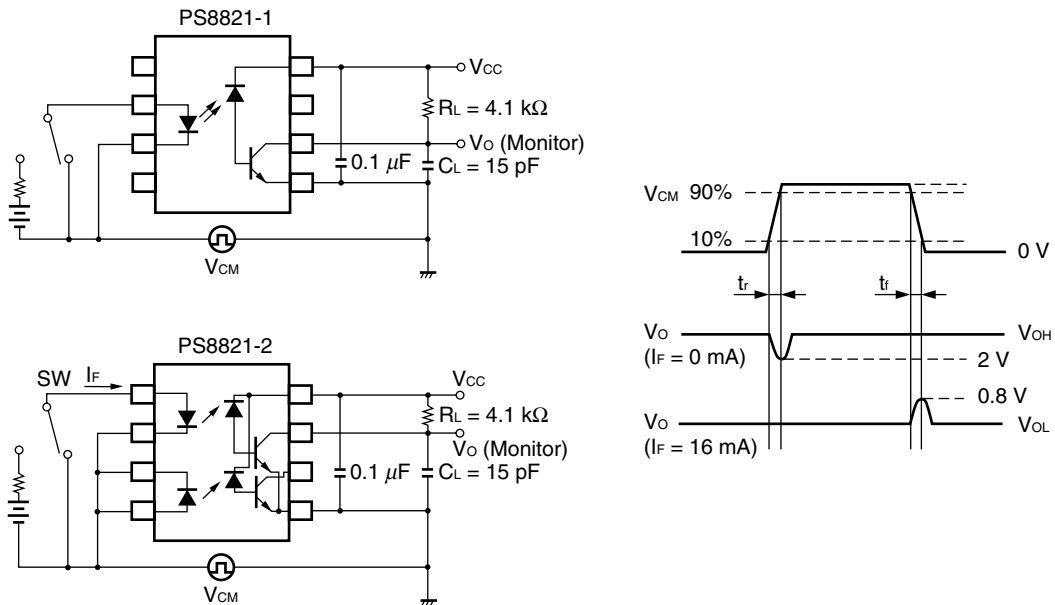 PS8821-1
VCC
RL = 4.1 kΩ
VO (Monitor)
0.1 μF
CL = 15 pF
VCM
PS8821-2
SW
IF
VCC
RL = 4.1 kΩ
VO (Monitor)
0.1 μF
CL = 15 pF
VCM
VCM 90%
10%
0 V
tr
tf
VO
(IF = 0 mA)
VOH
2 V
0.8 V
VO
(IF = 16 mA)
VOL